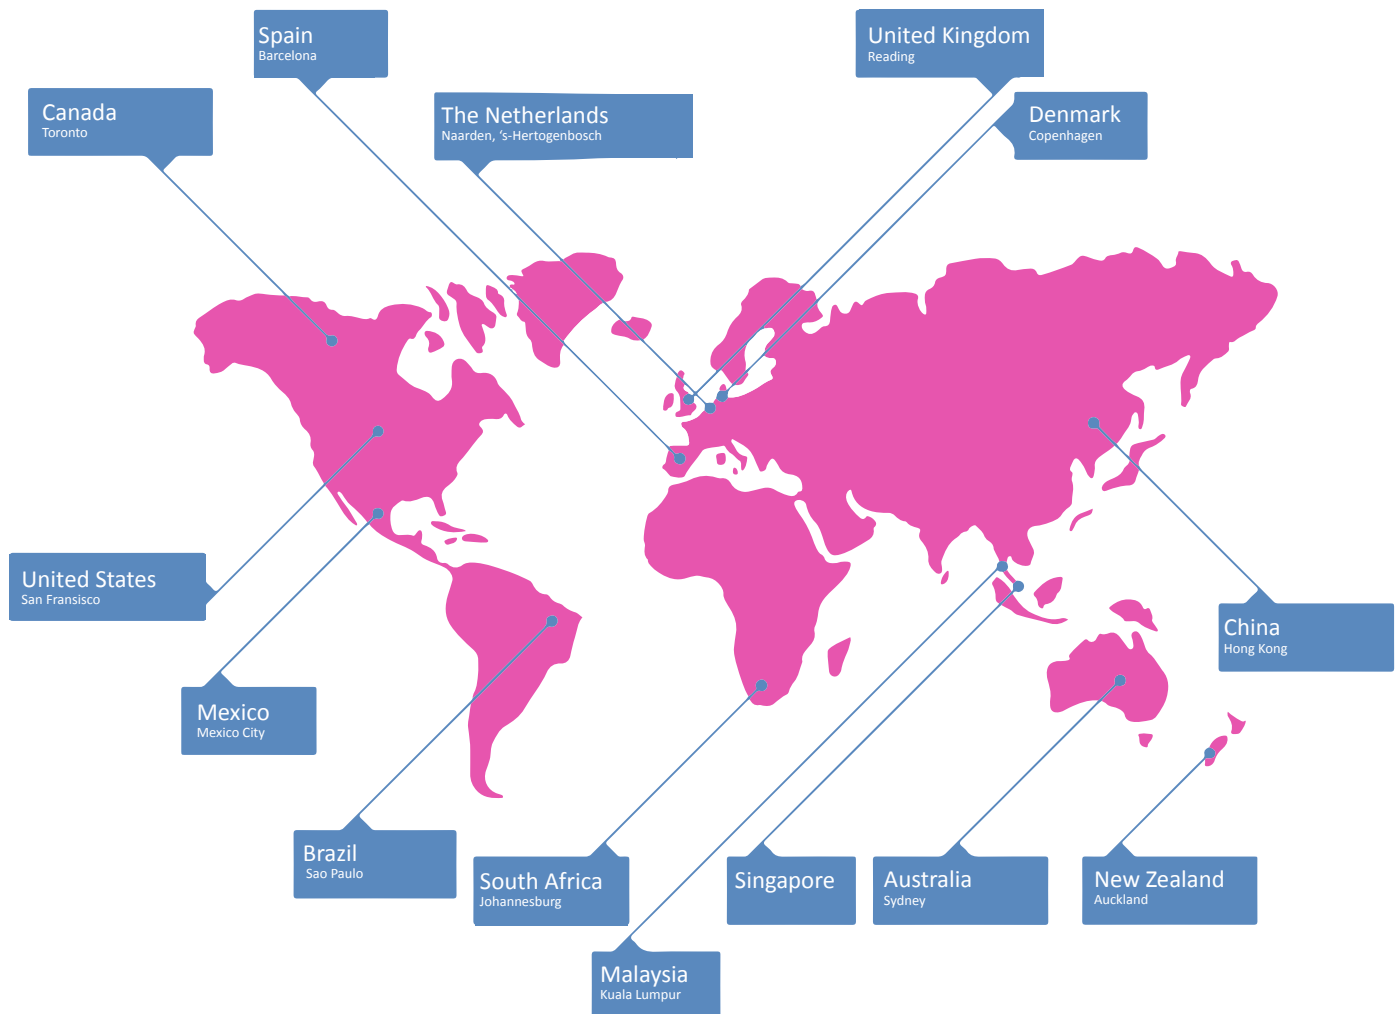 Spain
Barcelona
United Kingdom
Reading
Canada
Toronto
The Netherlands
Naarden, ‘s-Hertogenbosch
Denmark
Copenhagen
United States
San Fransisco
China
Hong Kong
Mexico
Mexico City
Brazil
Sao Paulo
South Africa
Johannesburg
Singapore
Australia
Sydney
New Zealand
Auckland
Malaysia
Kuala Lumpur